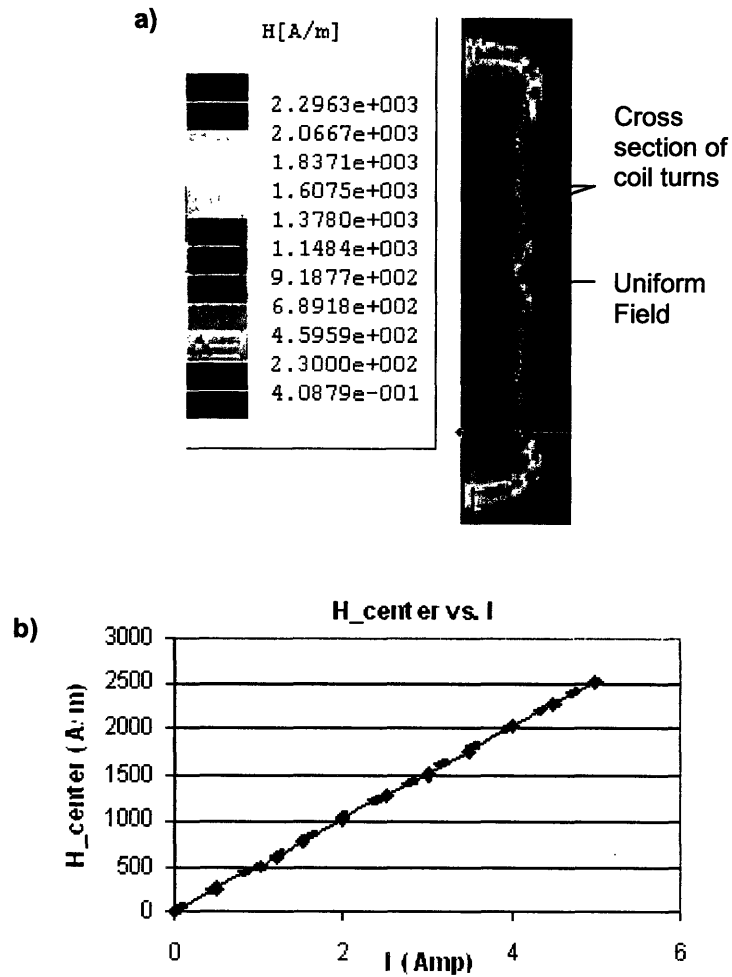 a)
H[A/m]
2.2963e+003
2.0667e+003
1.8371e+003
1.6075e+003
1.3780e+003
1.1484e+003
9.1877e+002
6.8918e+002
4.5959e+002
2.3000e+002
4.0879e-001
Cross
section of
coil turns
Uniform
Field
b)
H_center vs. I
H_center (A/m)
3000
2500
2000
1500
1000
500
0
0 2 4 6
I (Amp)